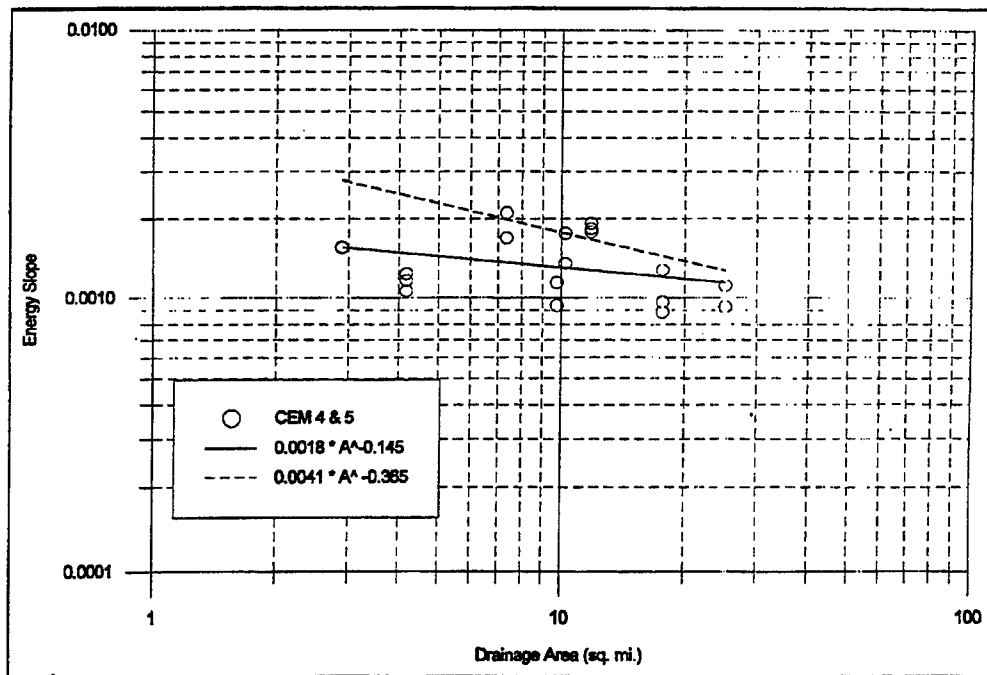 0.0100
0.0010
0.0001
Energy Slope
CEM 4 & 5
0.0018 * A^-0.145
0.0041 * A^ -0.365
1
10
100
Drainage Area (sq. mi.)